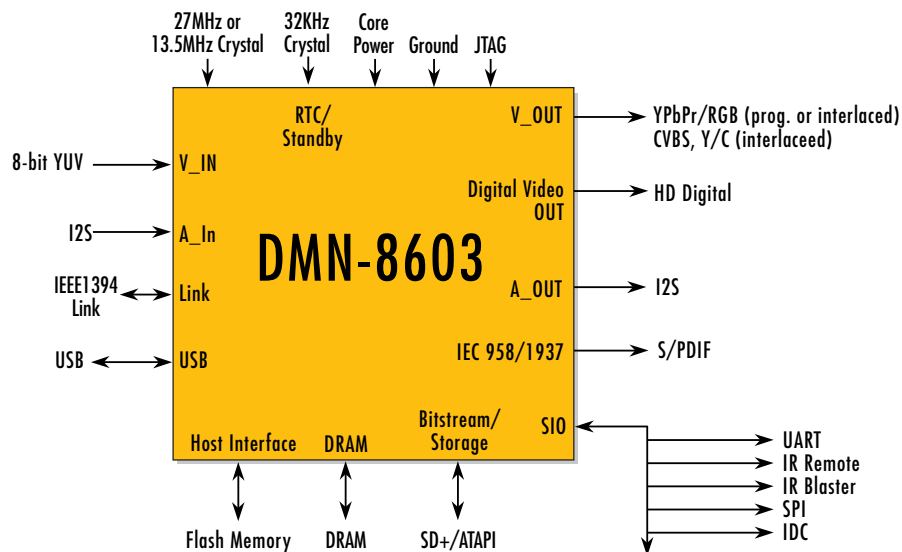 27MHz or
13.5MHz Crystal
32KHz
Crystal
Core
Power
Ground
JTAG
RTC/
Standby
V_OUT
YPbPr/RGB (prog. or interlaced)
CVBS, Y/C (interlaceed)
8-bit YUV
V_IN
Digital Video
OUT
HD Digital
I2S
A_In
DMN-8603
IEEE1394
Link
Link
A_OUT
I2S
USB
USB
IEC 958/1937
S/PDIF
Host Interface
DRAM
Bitstream/
Storage
SIO
UART
IR Remote
IR Blaster
SPI
IDC
Flash Memory
DRAM
SD+/ATAPI